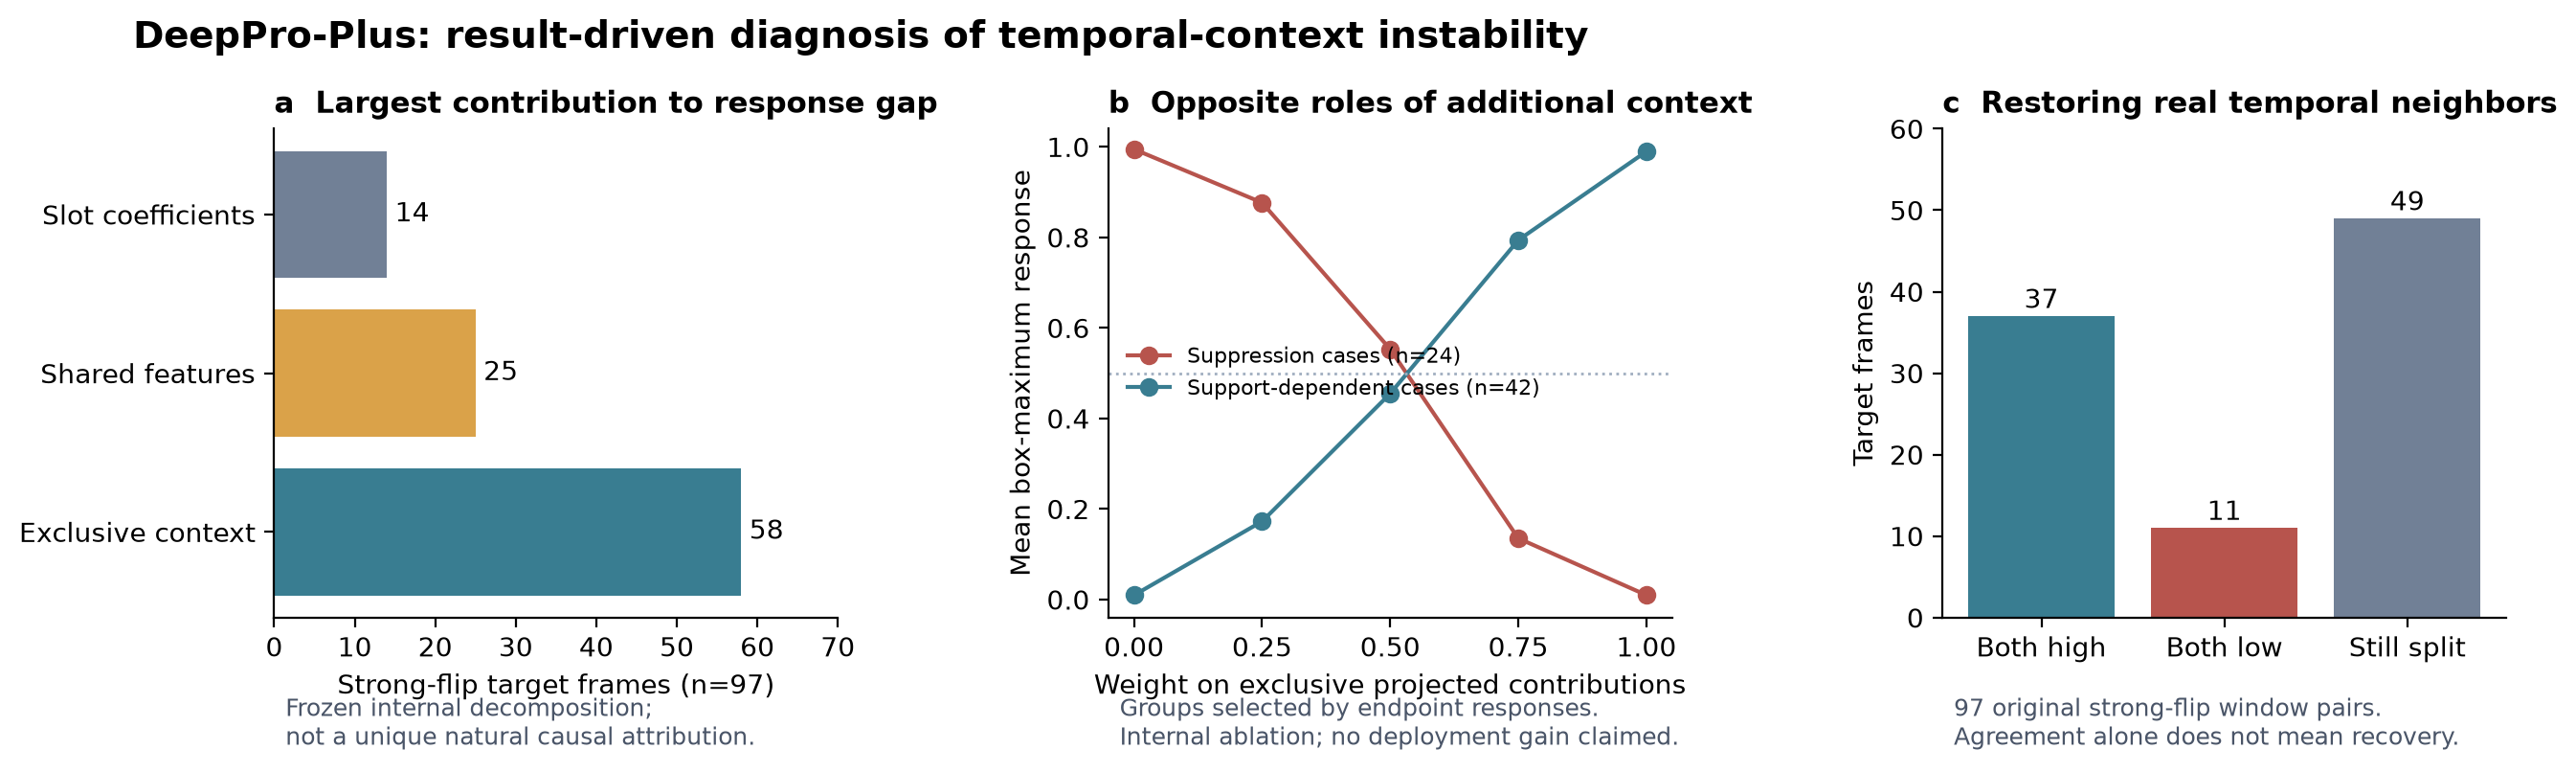 DeepPro-Plus: result-driven diagnosis of temporal-context instability
a Largest contribution to response gap
Slot coefficients
14
Shared features
25
Exclusive context
58
0 10 20 30 40 50 60 70
Strong-flip target frames (n=97)
Frozen internal decomposition;
not a unique natural causal attribution.
b Opposite roles of additional context
Mean box-maximum response
1.0
0.8
0.6
0.4
0.2
0.0
Suppression cases (n=24)
Support-dependent cases (n=42)
0.00 0.25 0.50 0.75 1.00
Weight on exclusive projected contributions
Groups selected by endpoint responses.
Internal ablation; no deployment gain claimed.
c Restoring real temporal neighbors
Target frames
60
50
40
30
20
10
0
37
11
49
Both high Both low Still split
97 original strong-flip window pairs.
Agreement alone does not mean recovery.